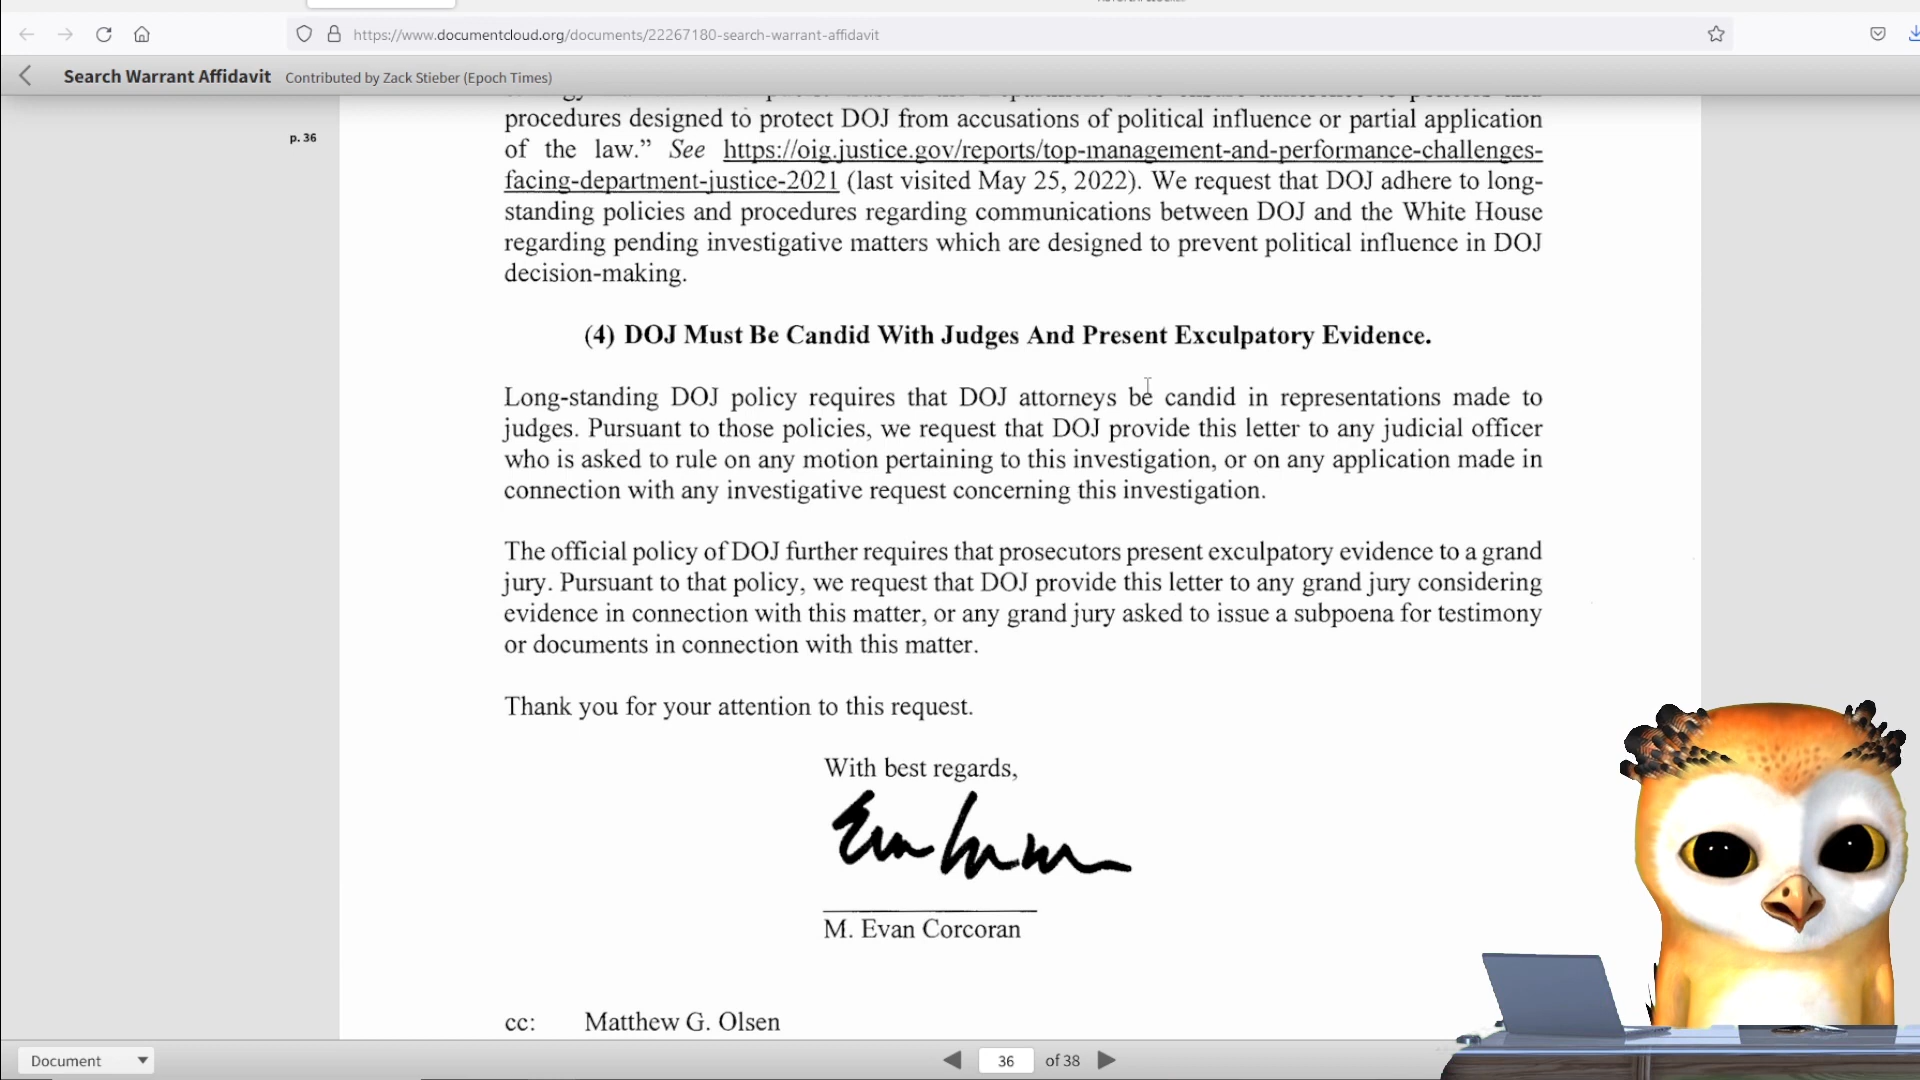 https://www.documentcloud.org/documents/22267180-search-warrant-affidavit
Search Warrant Affidavit Contributed by Zack Stieber (Epoch Times)
p. 36
procedures designed to protect DOJ from accusations of political influence or partial application
of the law.” See https://oig.justice.gov/reports/top-management-and-performance-challenges-
facing-department-justice-2021 (last visited May 25, 2022). We request that DOJ adhere to long-
standing policies and procedures regarding communications between DOJ and the White House
regarding pending investigative matters which are designed to prevent political influence in DOJ
decision-making.
(4) DOJ Must Be Candid With Judges And Present Exculpatory Evidence.
Long-standing DOJ policy requires that DOJ attorneys be candid in representations made to
judges. Pursuant to those policies, we request that DOJ provide this letter to any judicial officer
who is asked to rule on any motion pertaining to this investigation, or on any application made in
connection with any investigative request concerning this investigation.
The official policy of DOJ further requires that prosecutors present exculpatory evidence to a grand
jury. Pursuant to that policy, we request that DOJ provide this letter to any grand jury considering
evidence in connection with this matter, or any grand jury asked to issue a subpoena for testimony
or documents in connection with this matter.
Thank you for your attention to this request.
With best regards,
M. Evan Corcoran
cc: Matthew G. Olsen
Document 36 of 38